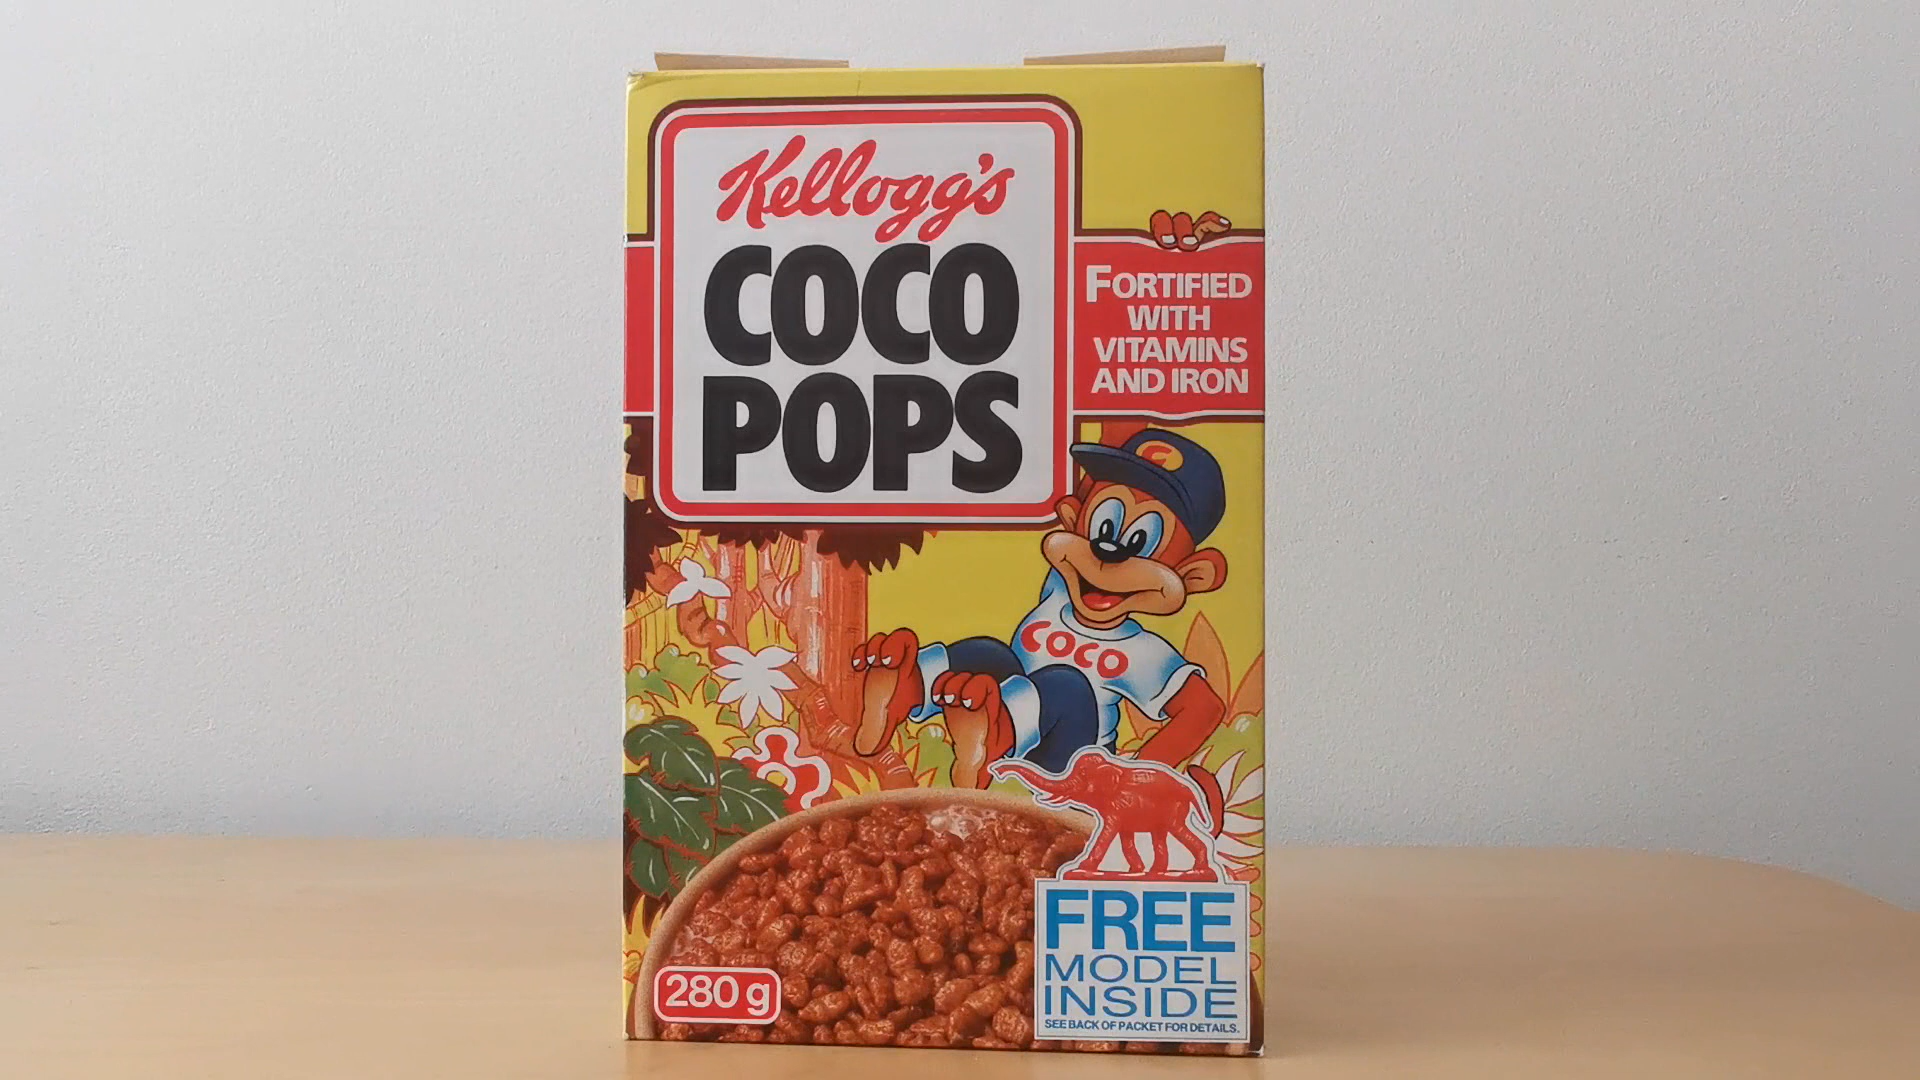 Kellogg's
COCO
POPS
FORTIFIED
WITH
VITAMINS
AND IRON
C
COCO
FREE
MODEL
INSIDE
SEE BACK OF PACKET FOR DETAILS.
280 g